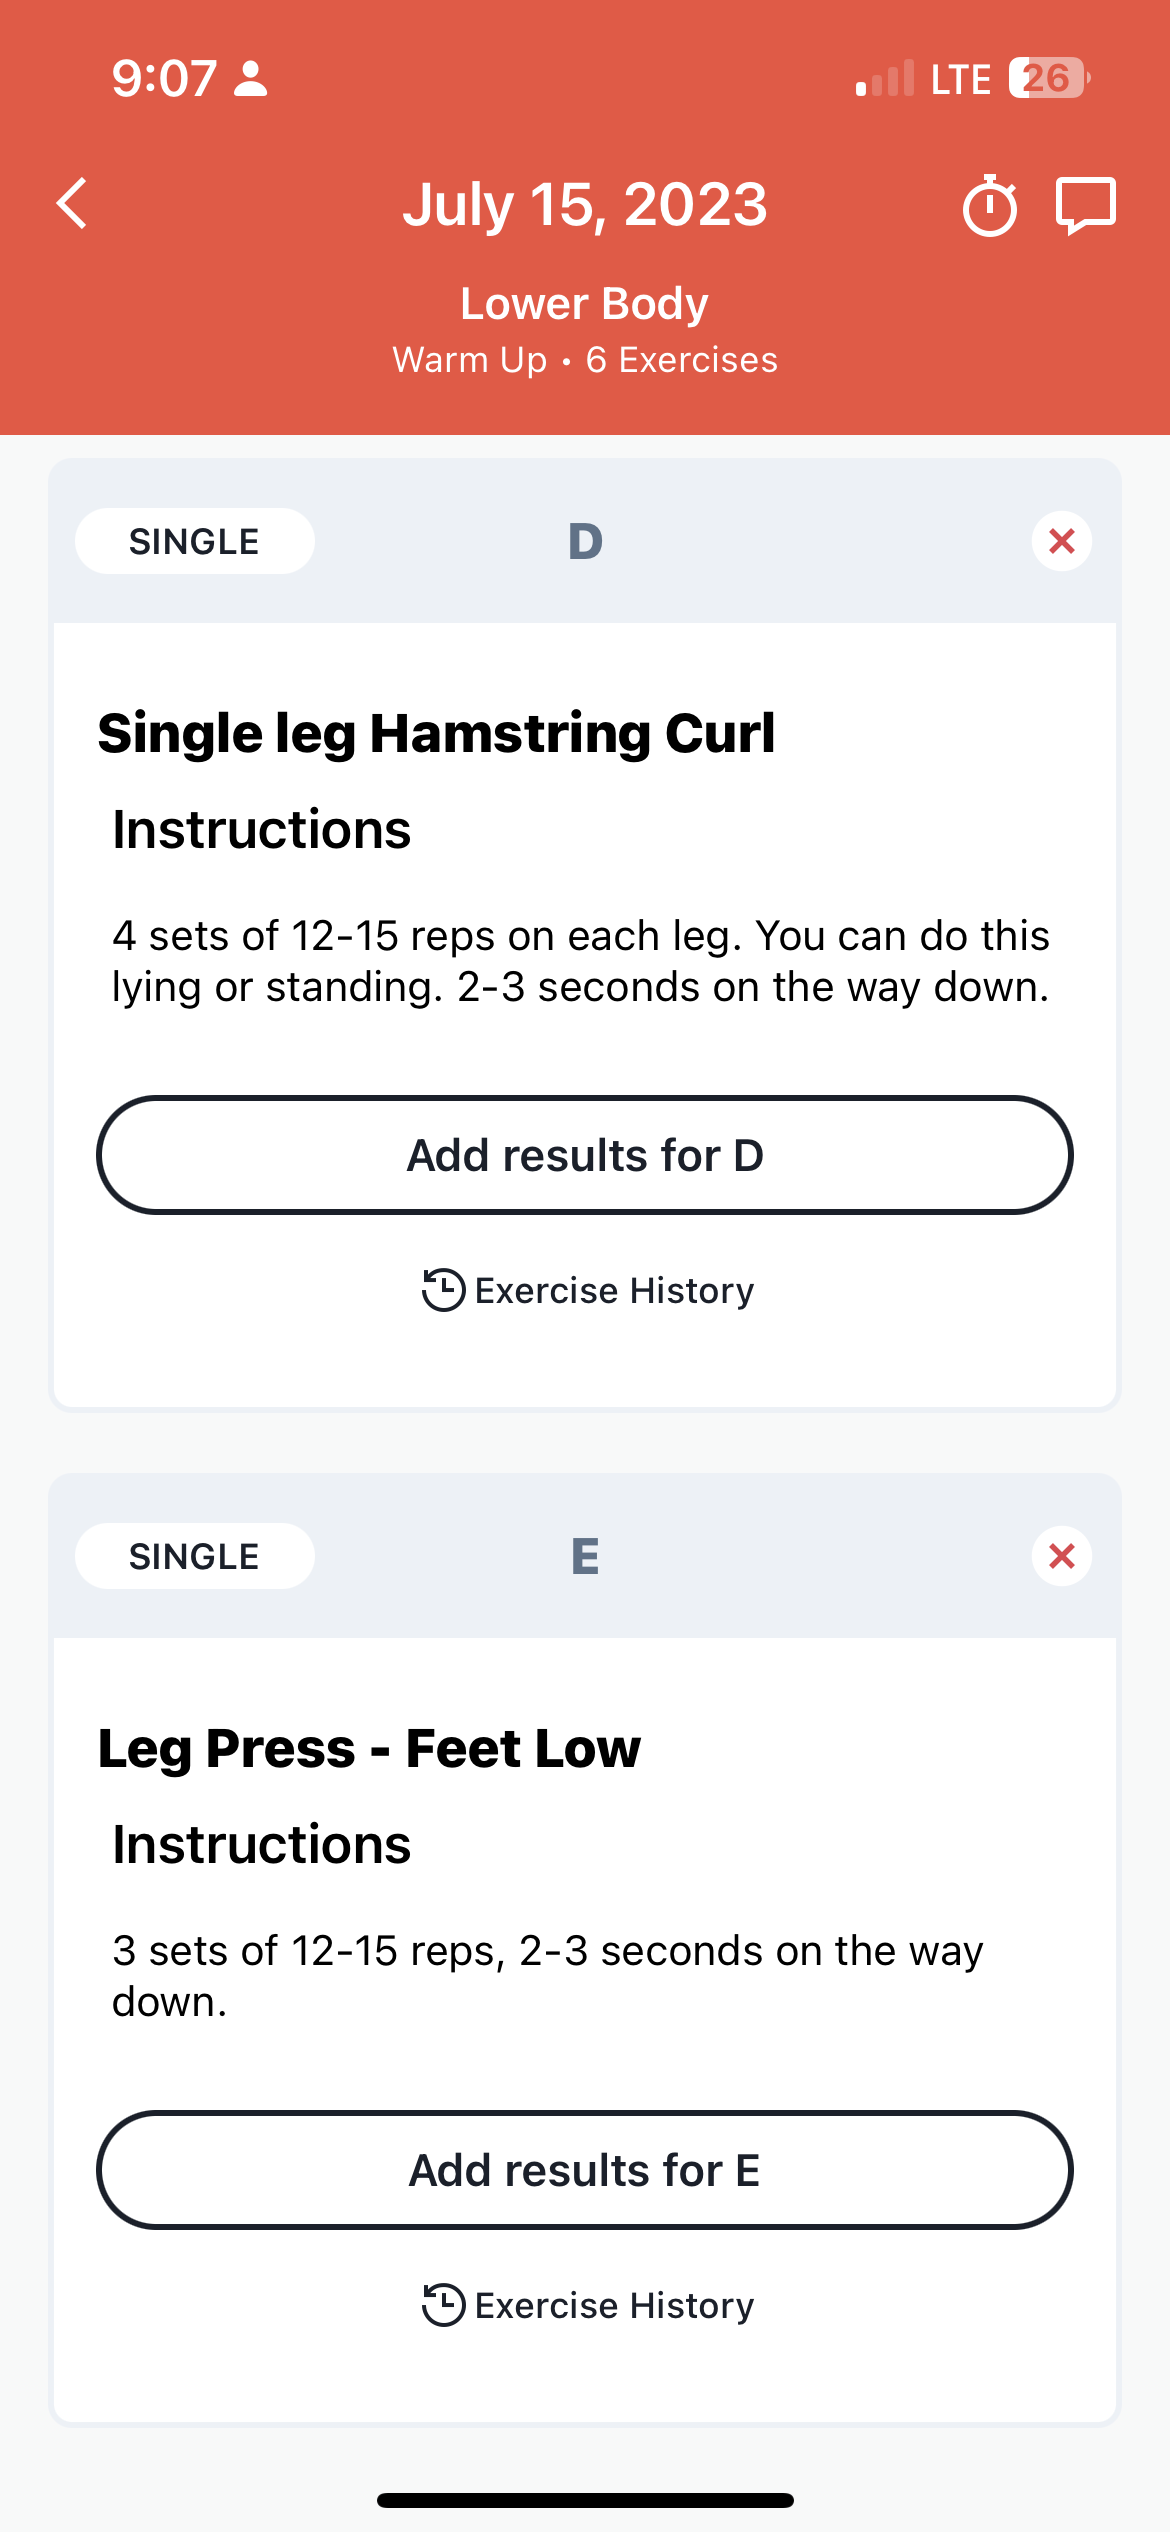 9:07
LTE 26
July 15, 2023
Lower Body
Warm Up • 6 Exercises
SINGLE
D
Single leg Hamstring Curl
Instructions
4 sets of 12-15 reps on each leg. You can do this
lying or standing. 2-3 seconds on the way down.
Add results for D
Exercise History
SINGLE
E
Leg Press - Feet Low
Instructions
3 sets of 12-15 reps, 2-3 seconds on the way
down.
Add results for E
Exercise History